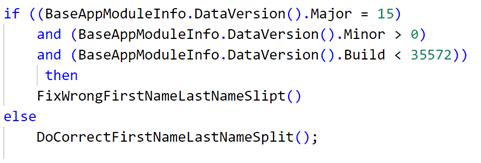 if ((BaseAppModuleInfo.DataVersion().Major = 15)
and (BaseAppModuleInfo.DataVersion().Minor > 0)
and (BaseAppModuleInfo.DataVersion().Build < 35572))
then
FixWrongFirstNameLastNameSlipt()
else
DoCorrectFirstNameLastNameSplit();